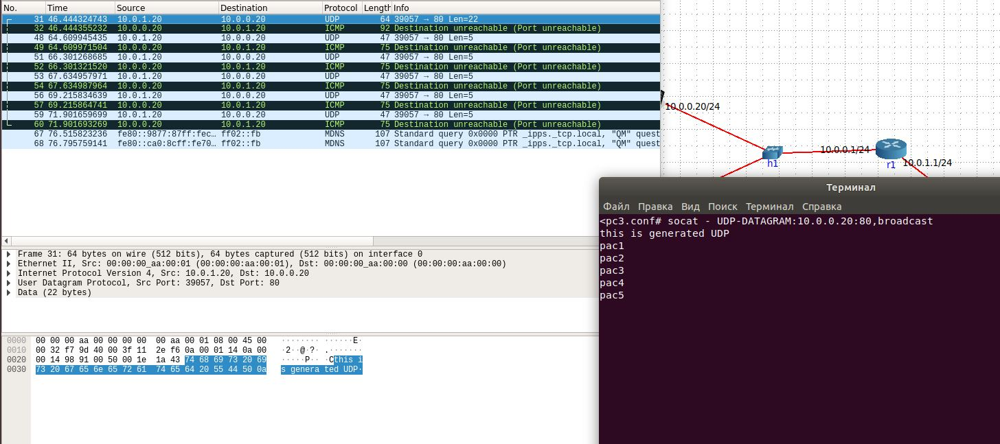 No. Time Source Destination Protocol Length Info
31 46.444324743 10.0.1.20 10.0.0.20 UDP 64 39057 → 80 Len=22
32 46.444355232 10.0.0.20 10.0.1.20 ICMP 92 Destination unreachable (Port unreachable)
48 64.609945435 10.0.1.20 10.0.0.20 UDP 47 39057 → 80 Len=5
49 64.609971504 10.0.0.20 10.0.1.20 ICMP 75 Destination unreachable (Port unreachable)
51 66.301268685 10.0.1.20 10.0.0.20 UDP 47 39057 → 80 Len=5
52 66.301321520 10.0.0.20 10.0.1.20 ICMP 75 Destination unreachable (Port unreachable)
53 67.634957971 10.0.1.20 10.0.0.20 UDP 47 39057 → 80 Len=5
54 67.634987964 10.0.0.20 10.0.1.20 ICMP 75 Destination unreachable (Port unreachable)
56 69.215834639 10.0.1.20 10.0.0.20 UDP 47 39057 → 80 Len=5
57 69.215864741 10.0.0.20 10.0.1.20 ICMP 75 Destination unreachable (Port unreachable)
59 71.901659699 10.0.1.20 10.0.0.20 UDP 47 39057 → 80 Len=5
60 71.901693269 10.0.0.20 10.0.1.20 ICMP 75 Destination unreachable (Port unreachable)
67 76.515823236 fe80::9877:87ff:fec… ff02::fb MDNS 107 Standard query 0x0000 PTR _ipps._tcp.local, "QM" quest
68 76.795759141 fe80::ca0:8cff:fe70… ff02::fb MDNS 107 Standard query 0x0000 PTR _ipps._tcp.local, "QM" quest
10.0.0.20/24
10.0.0.1/24
h1
r1
10.0.1.1/24
Frame 31: 64 bytes on wire (512 bits), 64 bytes captured (512 bits) on interface 0
Ethernet II, Src: 00:00:00_aa:00:01 (00:00:00:aa:00:01), Dst: 00:00:00_aa:00:00 (00:00:00:aa:00:00)
Internet Protocol Version 4, Src: 10.0.1.20, Dst: 10.0.0.20
User Datagram Protocol, Src Port: 39057, Dst Port: 80
Data (22 bytes)
0000 00 00 00 aa 00 00 00 00 00 aa 00 01 08 00 45 00 ········ ······E·
0010 00 32 f7 9d 40 00 3f 11 2e f6 0a 00 01 14 0a 00 ·2··@·?· .·······
0020 00 14 98 91 00 50 00 1e 1a 43 74 68 69 73 20 69 ·····P·· ·Cthis i
0030 73 20 67 65 6e 65 72 61 74 65 64 20 55 44 50 0a s genera ted UDP·
Терминал
Файл Правка Вид Поиск Терминал Справка
<pc3.conf# socat - UDP-DATAGRAM:10.0.0.20:80,broadcast
this is generated UDP
pac1
pac2
pac3
pac4
pac5